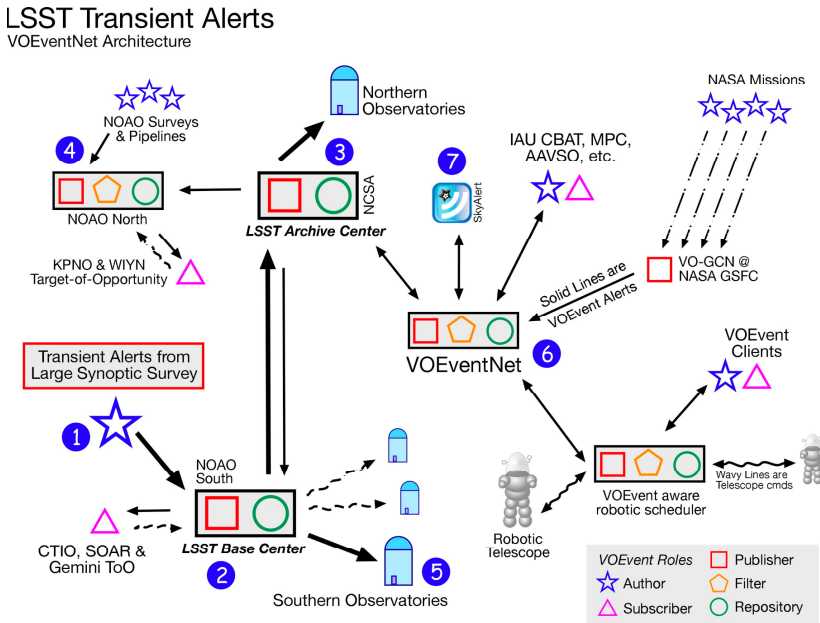 LSST Transient Alerts
VOEventNet Architecture
NOAO Surveys
& Pipelines
4
NOAO North
KPNO & WIYN
Target-of-Opportunity
Northern
Observatories
3
NCSA
LSST Archive Center
7
SkyAlert
IAU CBAT, MPC,
AAVSO, etc.
NASA Missions
VO-GCN @
NASA GSFC
Solid Lines are
VOEvent Alerts
VOEventNet
6
Transient Alerts from
Large Synoptic Survey
1
NOAO
South
LSST Base Center
2
CTIO, SOAR &
Gemini ToO
5
Southern Observatories
VOEvent
Clients
VOEvent aware
robotic scheduler
Wavy Lines are
Telescope cmds
Robotic
Telescope
VOEvent Roles
Author
Subscriber
Publisher
Filter
Repository